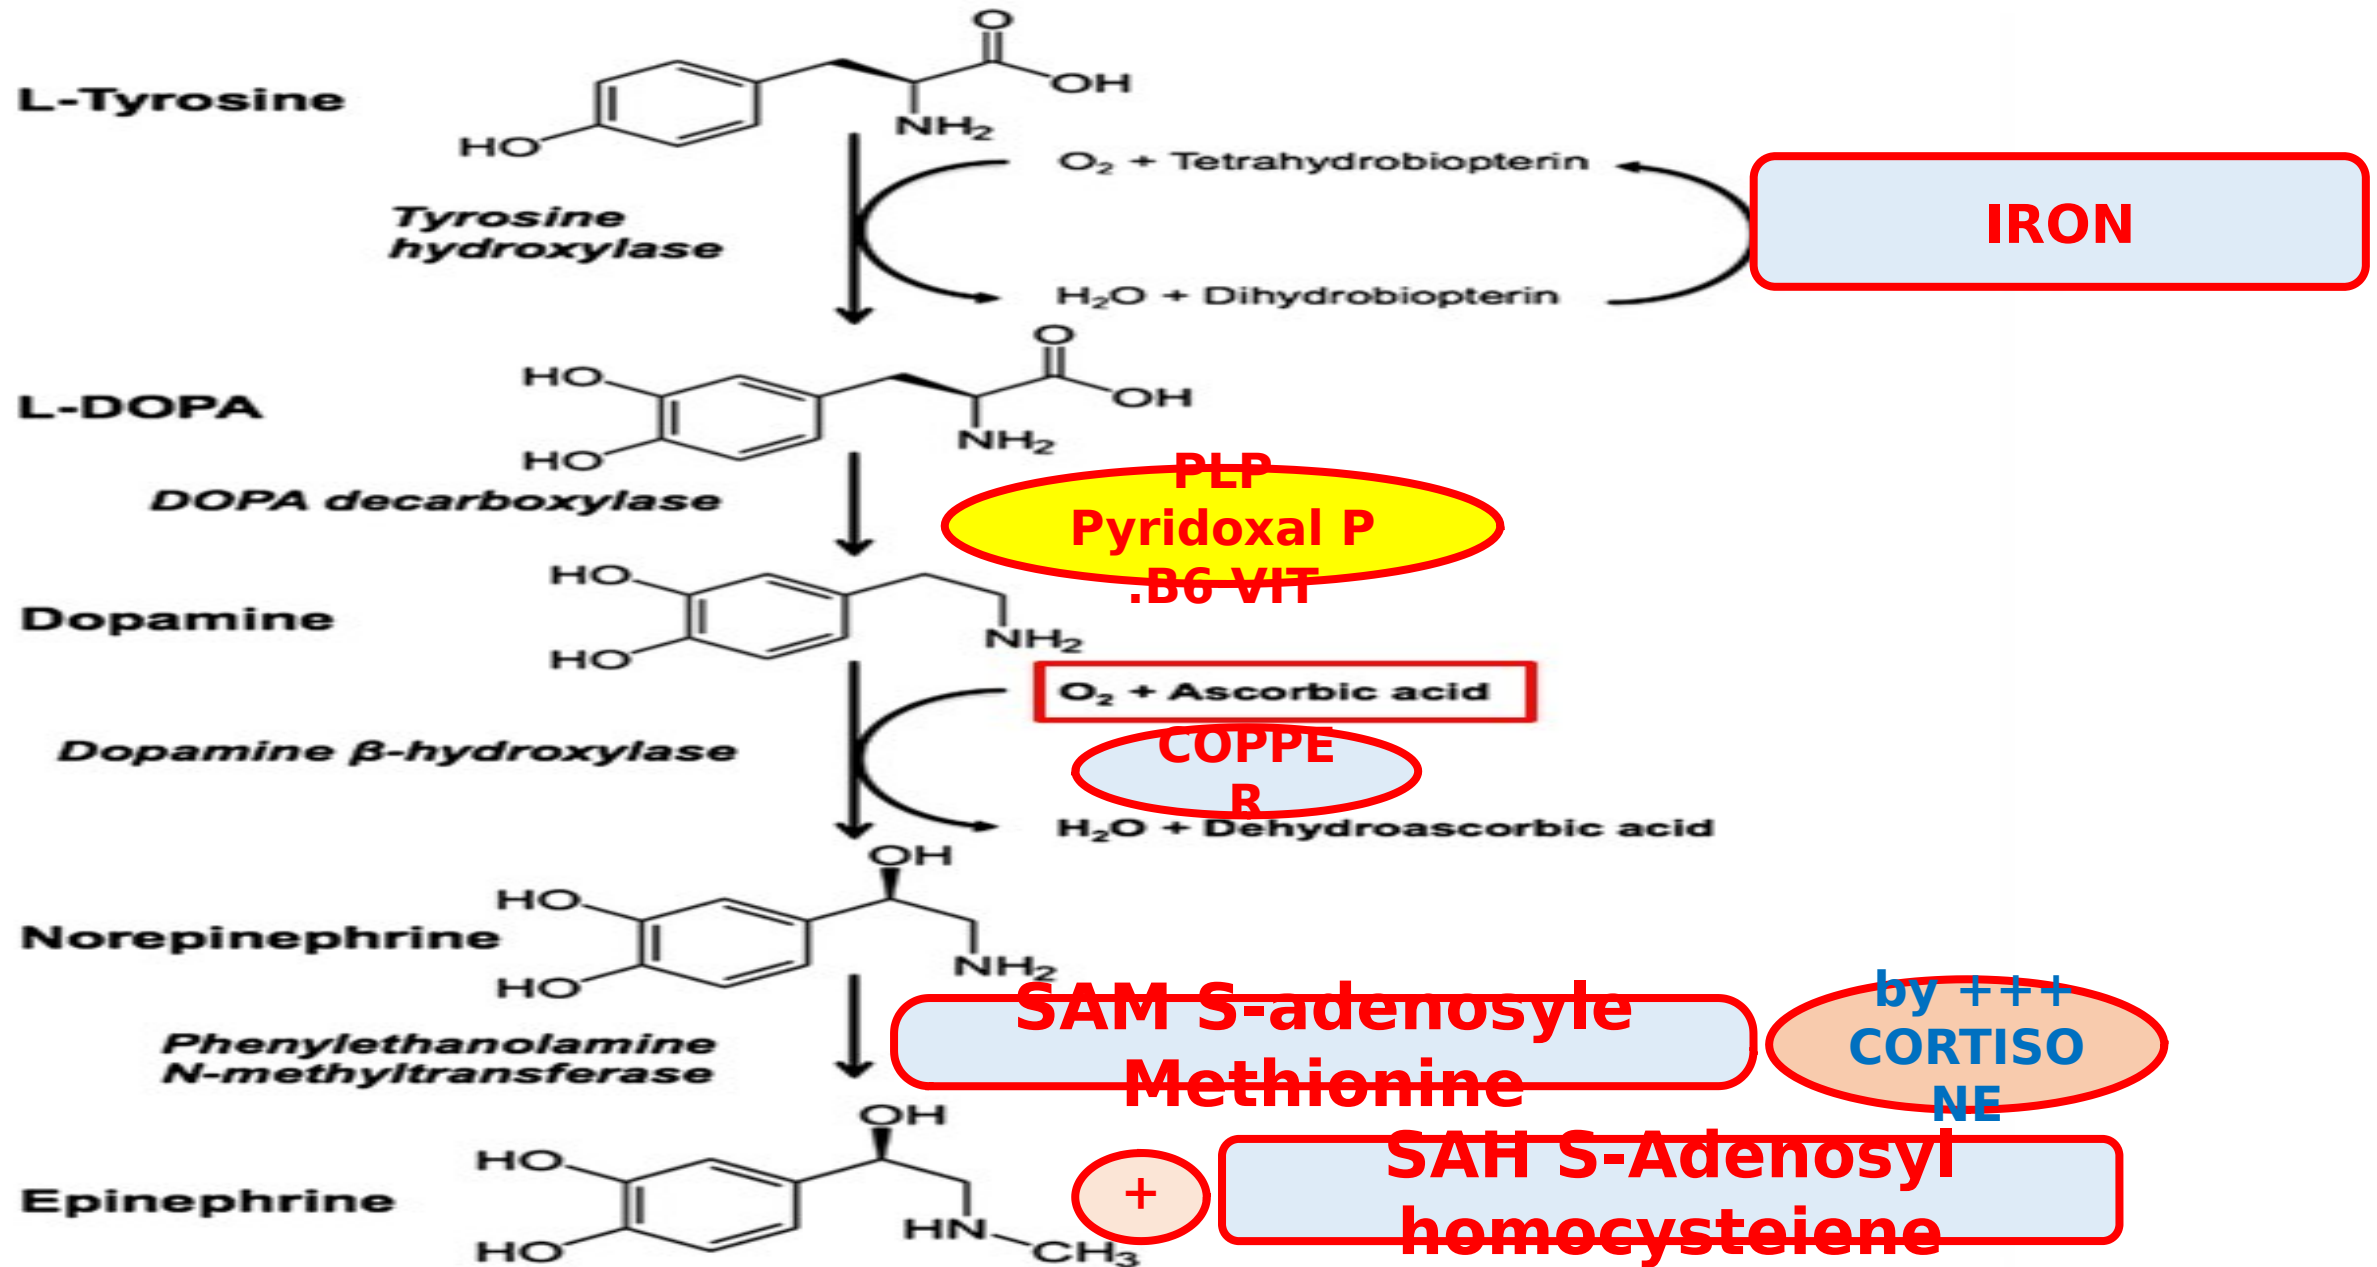 O
L-Tyrosine
OH
NH₂
HO
O₂ + Tetrahydrobiopterin
IRON
Tyrosine
hydroxylase
H₂O + Dihydrobiopterin
O
HO
L-DOPA
OH
NH₂
HO
PLP
Pyridoxal P
.B6 VIT
DOPA decarboxylase
HO
Dopamine
NH₂
HO
O₂ + Ascorbic acid
COPPE
R
Dopamine β-hydroxylase
H₂O + Dehydroascorbic acid
OH
HO
Norepinephrine
NH₂
HO
SAM S-adenosyle
Methionine
by +++
CORTISO
NE
Phenylethanolamine
N-methyltransferase
OH
HO
Epinephrine
HN
HO
CH₃
+
SAH S-Adenosyl
homocysteiene